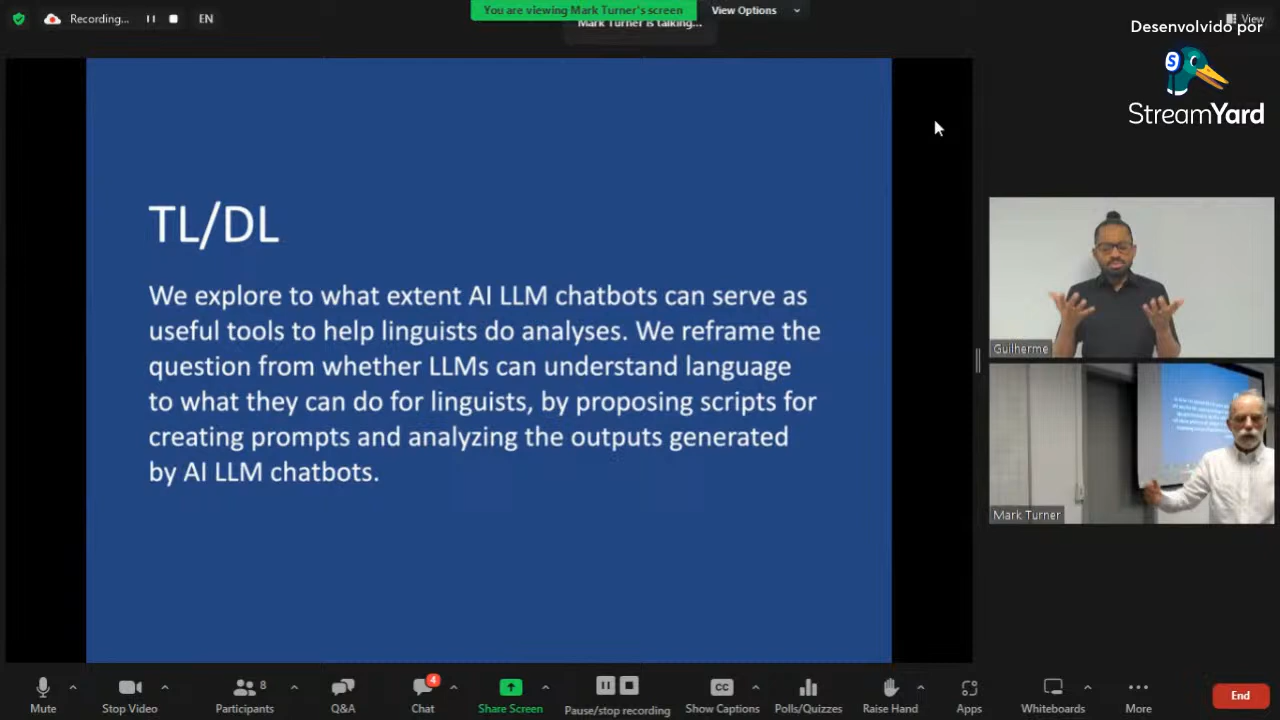 Recording...
EN
You are viewing Mark Turner's screen
View Options
Mark Turner is talking...
View
Desenvolvido por
StreamYard
TL/DL
We explore to what extent AI LLM chatbots can serve as
useful tools to help linguists do analyses. We reframe the
question from whether LLMs can understand language
to what they can do for linguists, by proposing scripts for
creating prompts and analyzing the outputs generated
by AI LLM chatbots.
Guilherme
Mark Turner
Mute
Stop Video
8
Participants
Q&A
4
Chat
Share Screen
Pause/stop recording
CC
Show Captions
Polls/Quizzes
Raise Hand
Apps
Whiteboards
More
End